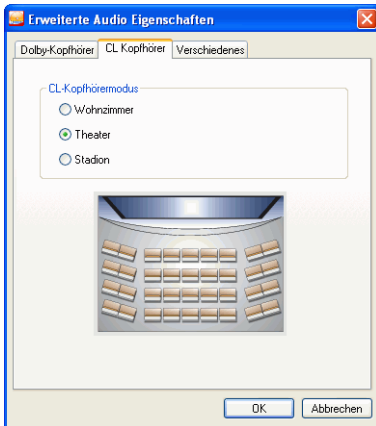 Erweiterte Audio Eigenschaften
Dolby-Kopfhörer CL Kopfhörer Verschiedenes
CL-Kopfhörermodus
Wohnzimmer
Theater
Stadion
OK Abbrechen